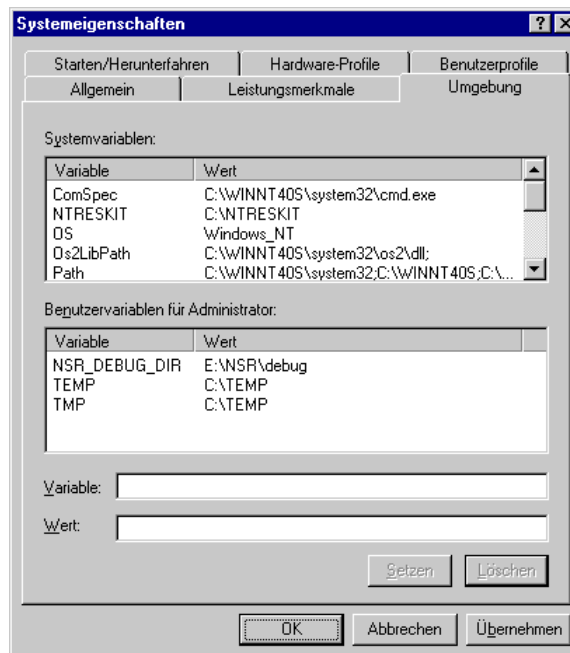 Systemeigenschaften
Starten/Herunterfahren Hardware-Profile Benutzerprofile
Allgemein Leistungsmerkmale Umgebung
Systemvariablen:
Variable Wert
ComSpec C:\WINNT40S\system32\cmd.exe
NTRESKIT C:\NTRESKIT
OS Windows_NT
Os2LibPath C:\WINNT40S\system32\os2\dll;
Path C:\WINNT40S\system32;C:\WINNT40S;C:\...
Benutzervariablen für Administrator:
Variable Wert
NSR_DEBUG_DIR E:\NSR\debug
TEMP C:\TEMP
TMP C:\TEMP
Variable:
Wert:
Setzen Löschen
OK Abbrechen Übernehmen